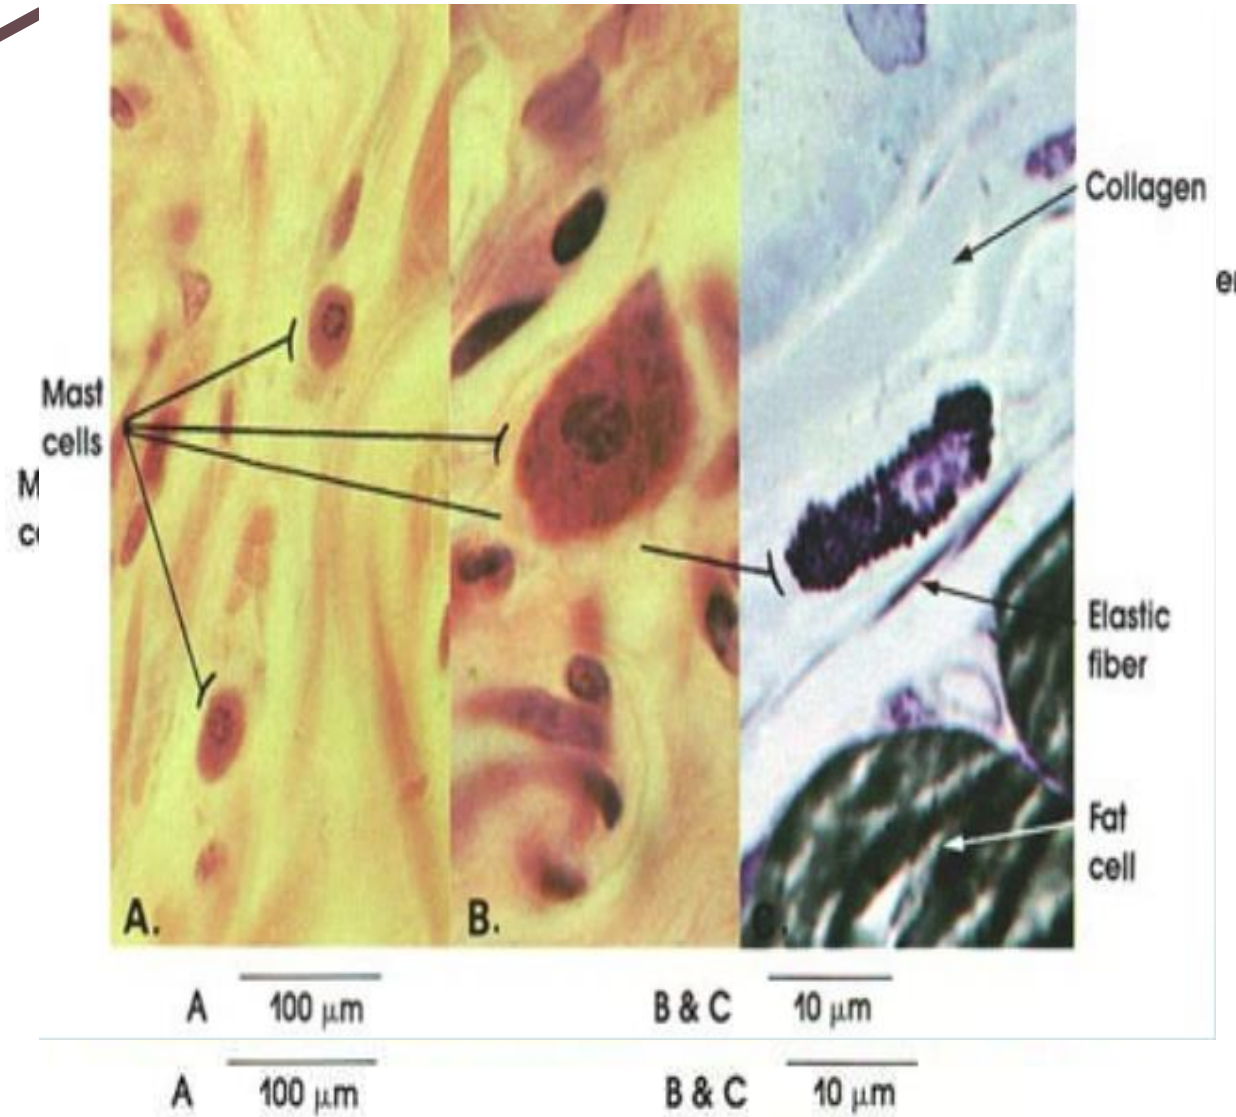 Collagen
Mast
cells
Elastic
fiber
Fat
cell
A.
B.
A
100 μm
B & C
10 μm
A
100 μm
B & C
10 μm